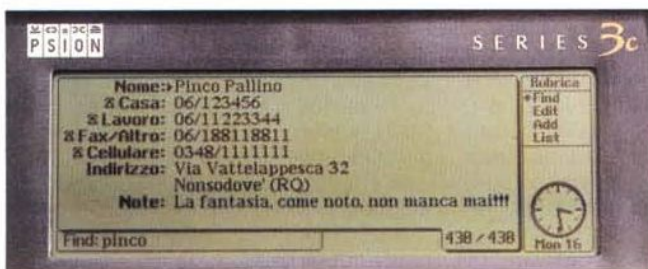 PSION
SERIES 3c
Nome: Pinco Pallino
Casa: 06/123456
Lavoro: 06/11223344
Fax/Altro: 06/188118811
Cellulare: 0348/1111111
Indirizzo: Via Vattelappesca 32
Nonsodove' (RQ)
Note: La fantasia, come noto, non manca mai!!!
Find: pinco
438/438
Rubrica
Find
Edit
Add
List
Mon 16